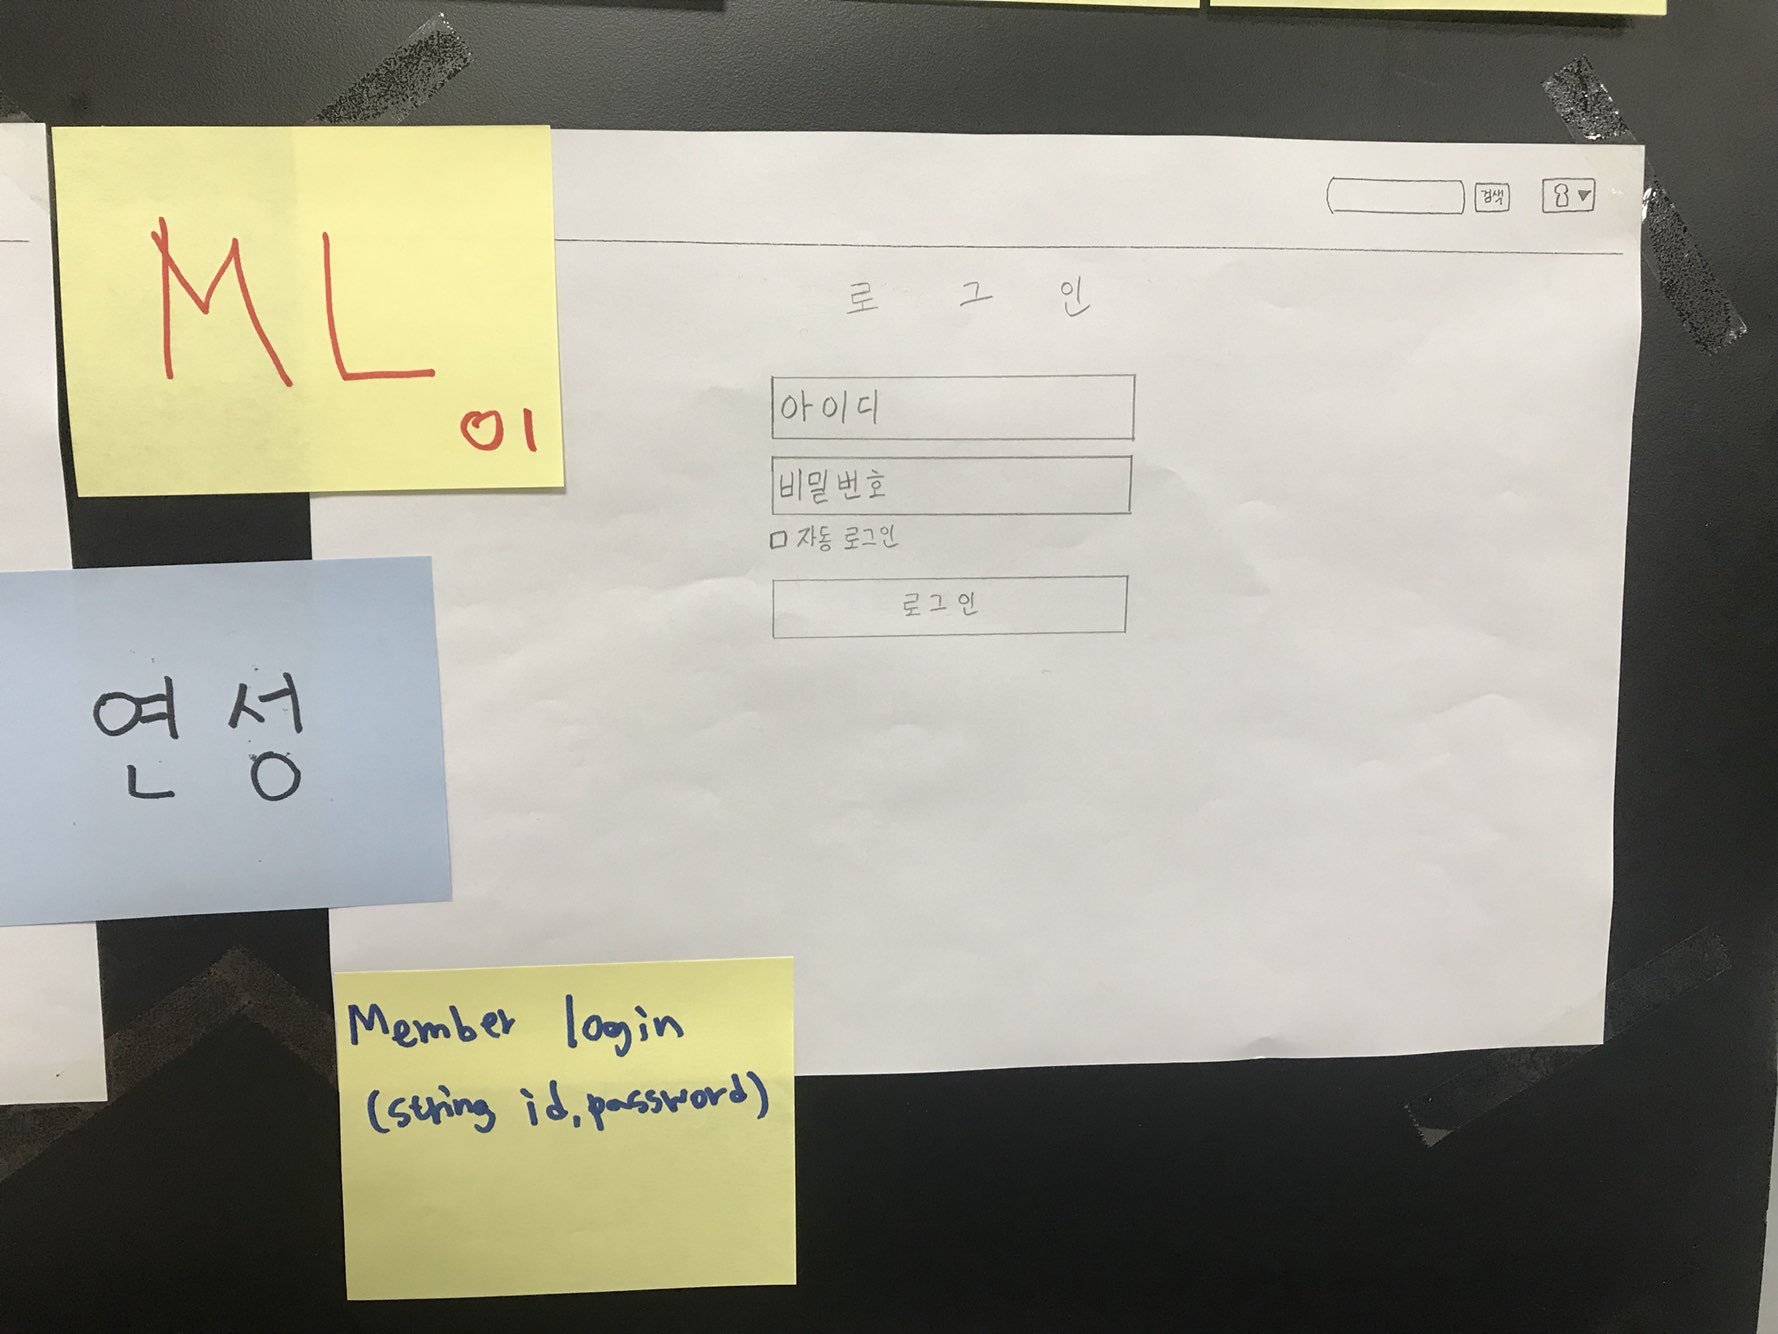 ML
01
검색
로 그 인
아이디
비밀번호
자동 로그인
로그인
연성
Member login
(string id, password)